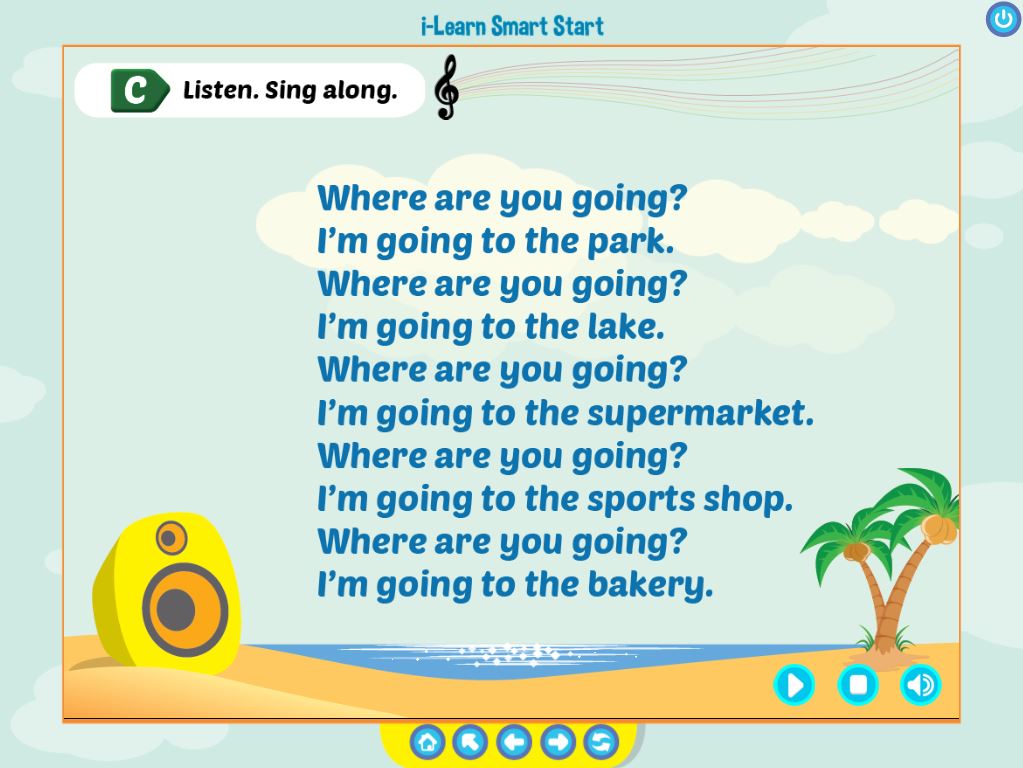 i-Learn Smart Start
C Listen. Sing along.
Where are you going?
I'm going to the park.
Where are you going?
I'm going to the lake.
Where are you going?
I'm going to the supermarket.
Where are you going?
I'm going to the sports shop.
Where are you going?
I'm going to the bakery.